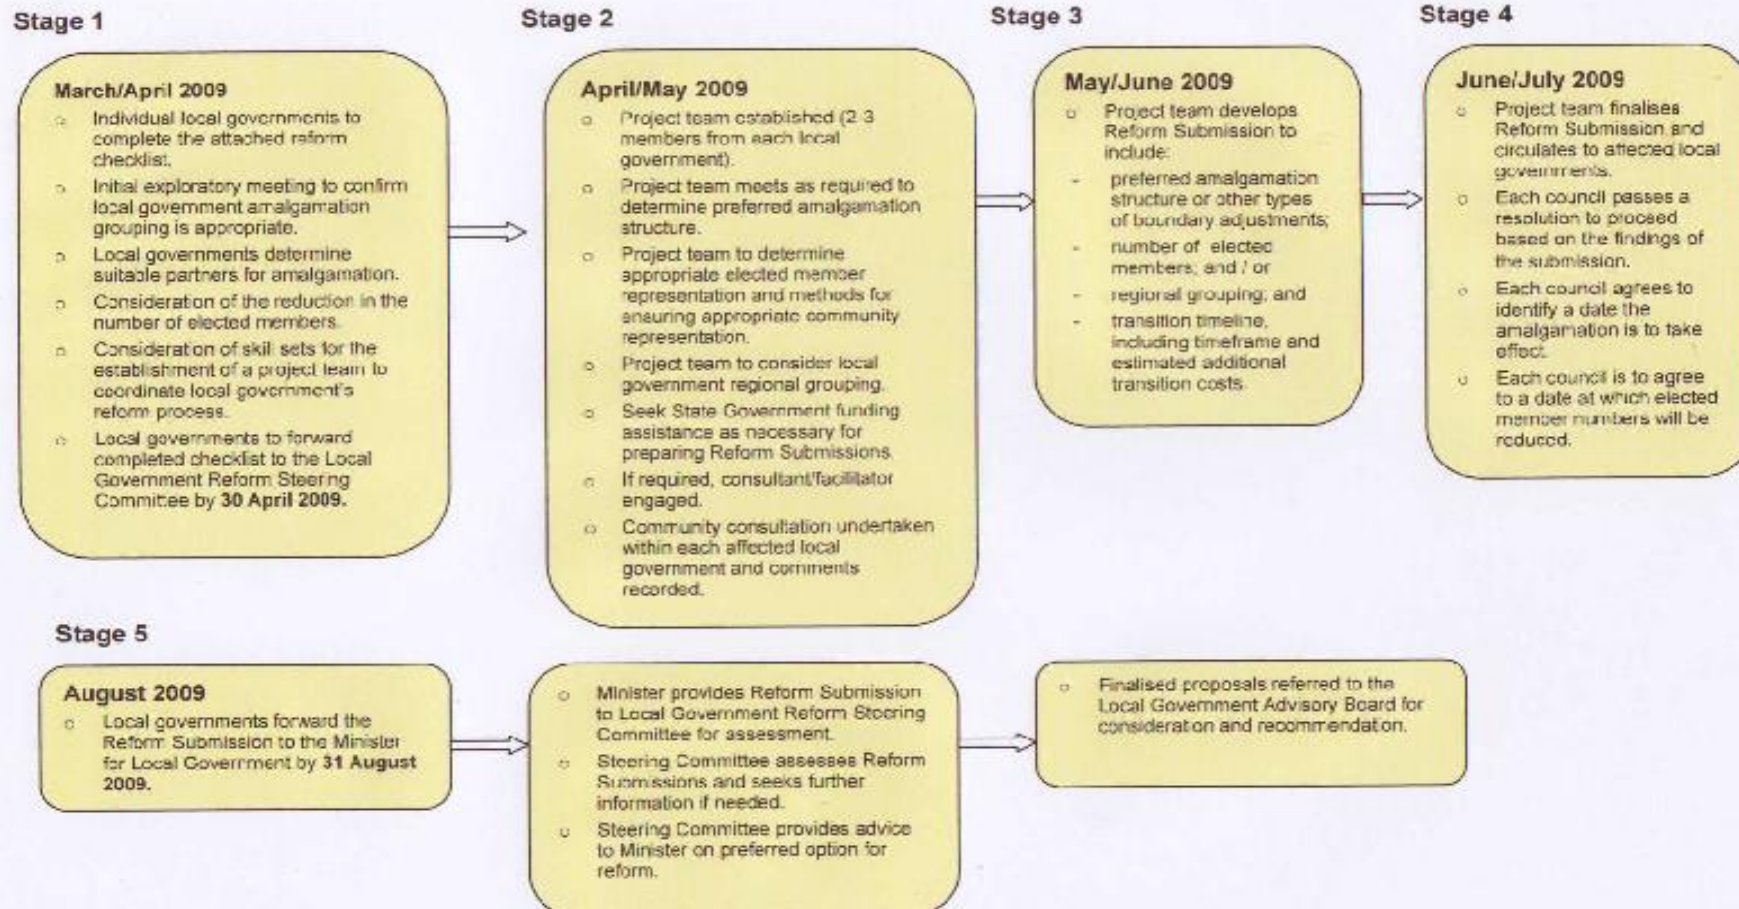 Stage 1
March/April 2009
o Individual local governments to
complete the attached reform
checklist.
o Initial exploratory meeting to confirm
local government amalgamation
grouping is appropriate.
o Local governments determine
suitable partners for amalgamation.
o Consideration of the reduction in the
number of elected members.
o Consideration of skill sets for the
establishment of a project team to
coordinate local government's
reform process.
o Local governments to forward
completed checklist to the Local
Government Reform Steering
Committee by 30 April 2009.
Stage 2
April/May 2009
o Project team established (2-3
members from each local
government).
o Project team meets as required to
determine preferred amalgamation
structure.
o Project team to determine
appropriate elected member
representation and methods for
ensuring appropriate community
representation.
o Project team to consider local
government regional grouping.
o Seek State Government funding
assistance as necessary for
preparing Reform Submissions.
o If required, consultant/facilitator
engaged.
o Community consultation undertaken
within each affected local
government and comments
recorded.
Stage 3
May/June 2009
o Project team develops
Reform Submission to
include:
- preferred amalgamation
structure or other types
of boundary adjustments;
- number of elected
members; and / or
- regional grouping; and
- transition timeline,
including timeframe and
estimated additional
transition costs.
Stage 4
June/July 2009
o Project team finalises
Reform Submission and
circulates to affected local
governments.
o Each council passes a
resolution to proceed
based on the findings of
the submission.
o Each council agrees to
identify a date the
amalgamation is to take
effect.
o Each council is to agree
to a date at which elected
member numbers will be
reduced.
Stage 5
August 2009
o Local governments forward the
Reform Submission to the Minister
for Local Government by 31 August
2009.
o Minister provides Reform Submission
to Local Government Reform Steering
Committee for assessment.
o Steering Committee assesses Reform
Submissions and seeks further
information if needed.
o Steering Committee provides advice
to Minister on preferred option for
reform.
o Finalised proposals referred to the
Local Government Advisory Board for
consideration and recommendation.